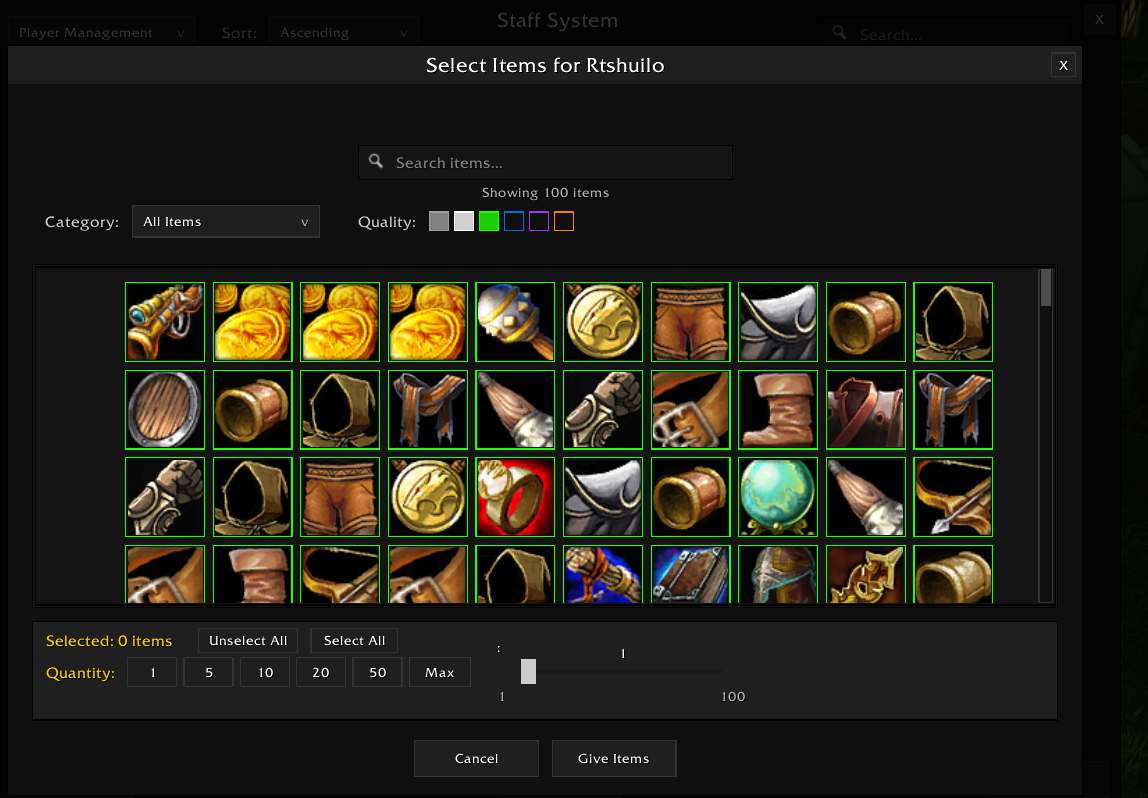 Staff System
X
Player Management v
Sort:
Ascending v
Search...
Select Items for Rtshuilo
X
Search items...
Showing 100 items
Category:
All Items v
Quality:
Selected: 0 items
Unselect All
Select All
:
1
Quantity:
1
5
10
20
50
Max
1
100
Cancel
Give Items